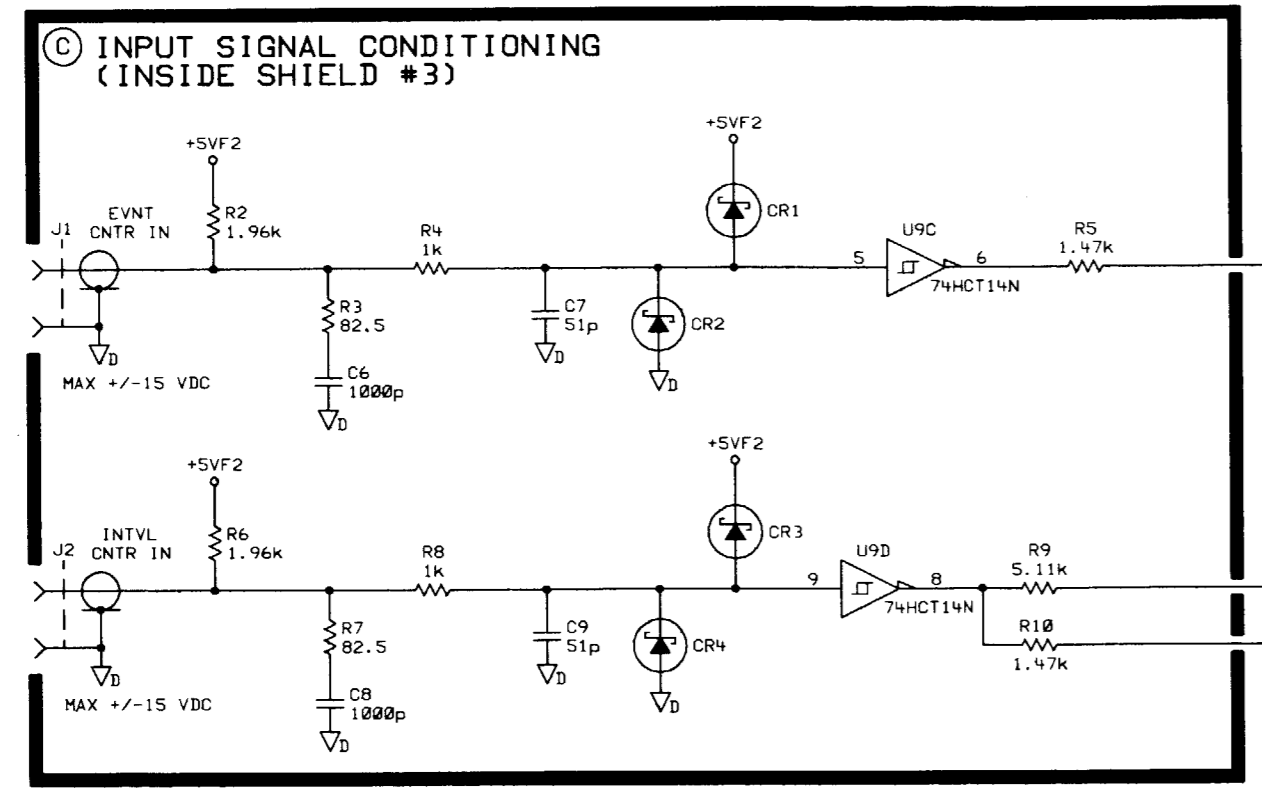 C INPUT SIGNAL CONDITIONING
(INSIDE SHIELD #3)
+5VF2
+5VF2
J1
EVNT
CNTR IN
R2
1.96k
R4
1k
CR1
U9C
5
6
74HCT14N
R5
1.47k
R3
82.5
C7
51p
D
CR2
D
D
MAX +/-15 VDC
C6
1000p
D
+5VF2
+5VF2
J2
INTVL
CNTR IN
R6
1.96k
R8
1k
CR3
U9D
9
8
74HCT14N
R9
5.11k
R10
1.47k
R7
82.5
C9
51p
D
CR4
D
D
MAX +/-15 VDC
C8
1000p
D